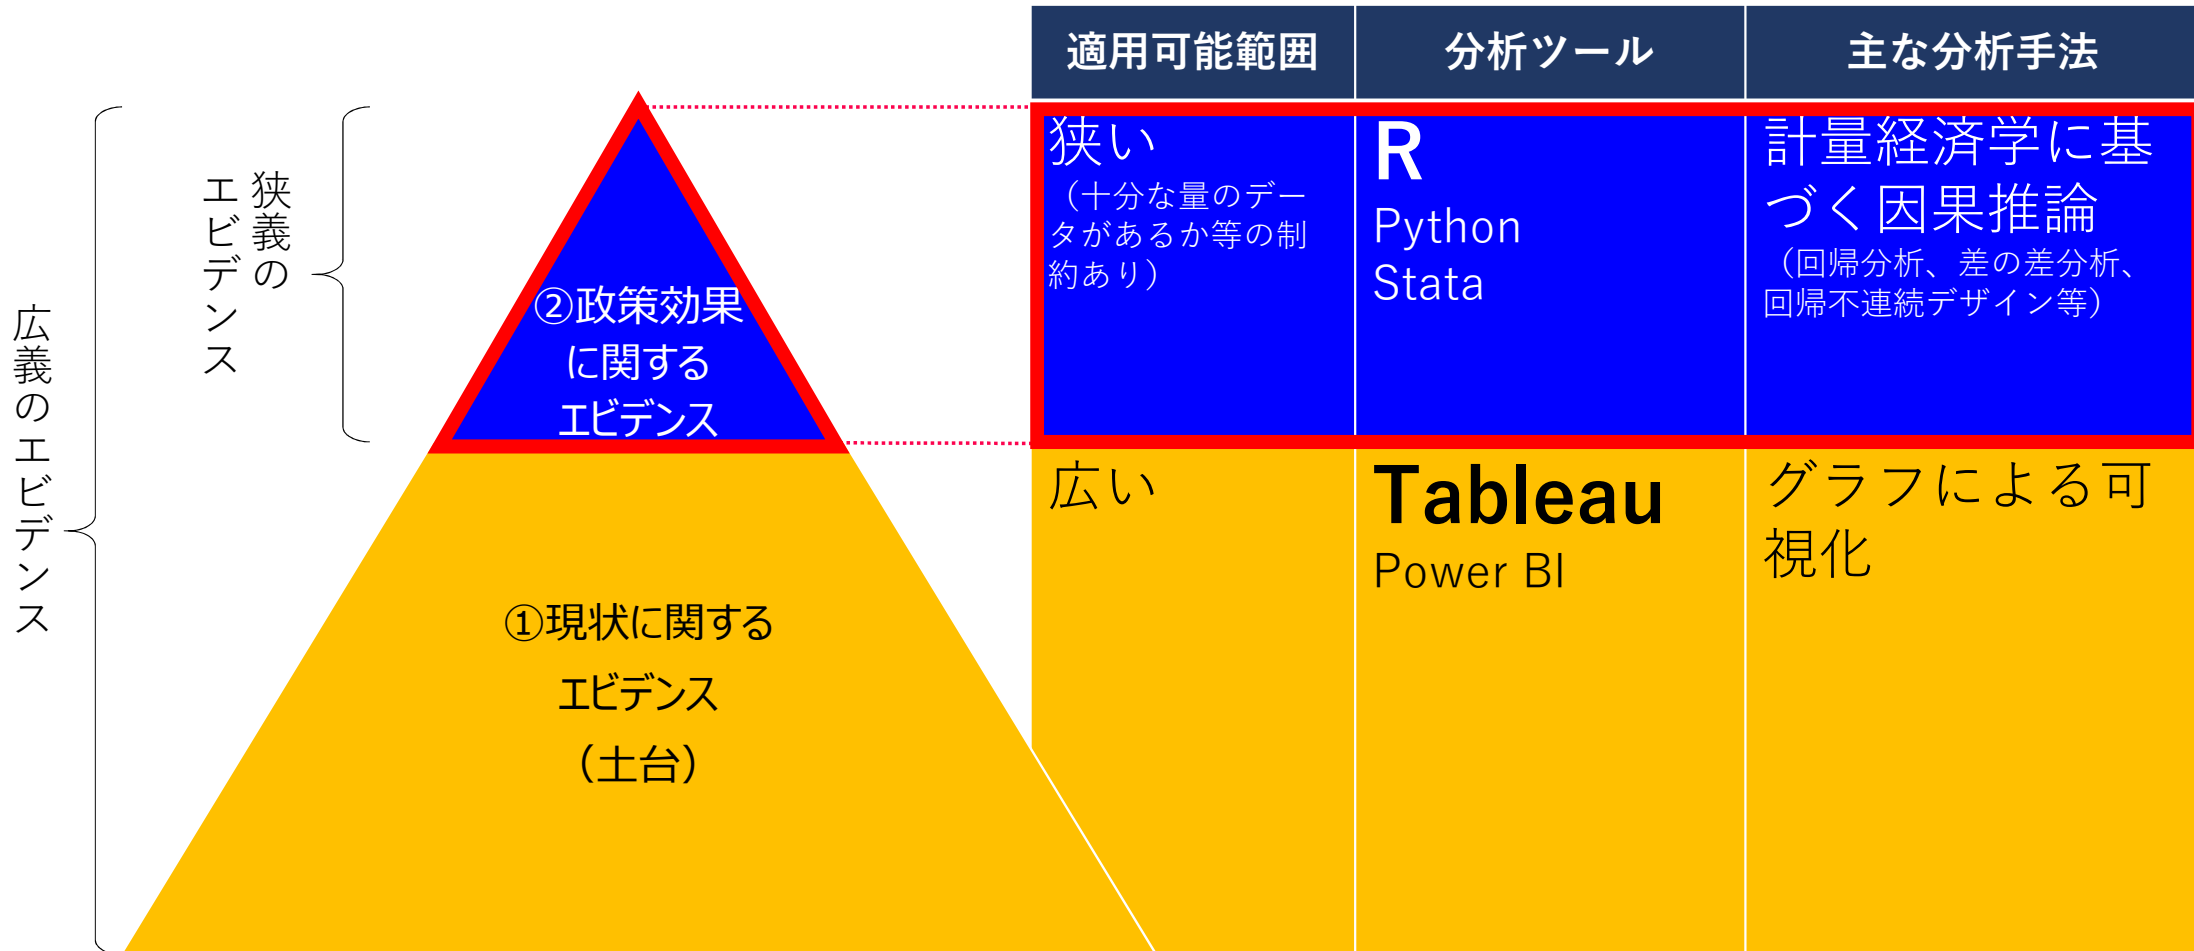 適用可能範囲
分析ツール
主な分析手法
広義のエビデンス
狭義の
エビデンス
②政策効果
に関する
エビデンス
狭い
（十分な量のデー
タがあるか等の制
約あり）
R
Python
Stata
計量経済学に基
づく因果推論
（回帰分析、差の差分析、
回帰不連続デザイン等）
①現状に関する
エビデンス
（土台）
広い
Tableau
Power BI
グラフによる可
視化